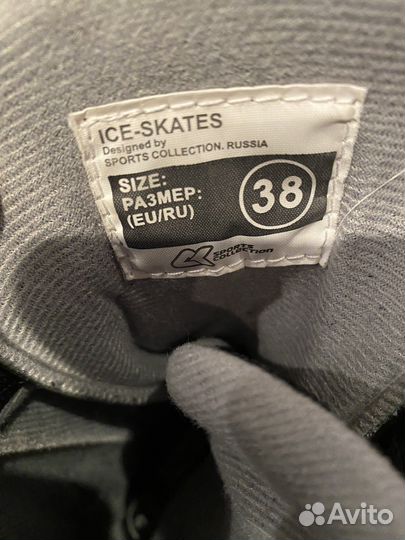 ICE-SKATES
Designed by
SPORTS COLLECTION. RUSSIA
SIZE:
РАЗМЕР:
(EU/RU)
38
SPORTS
COLLECTION
Avito